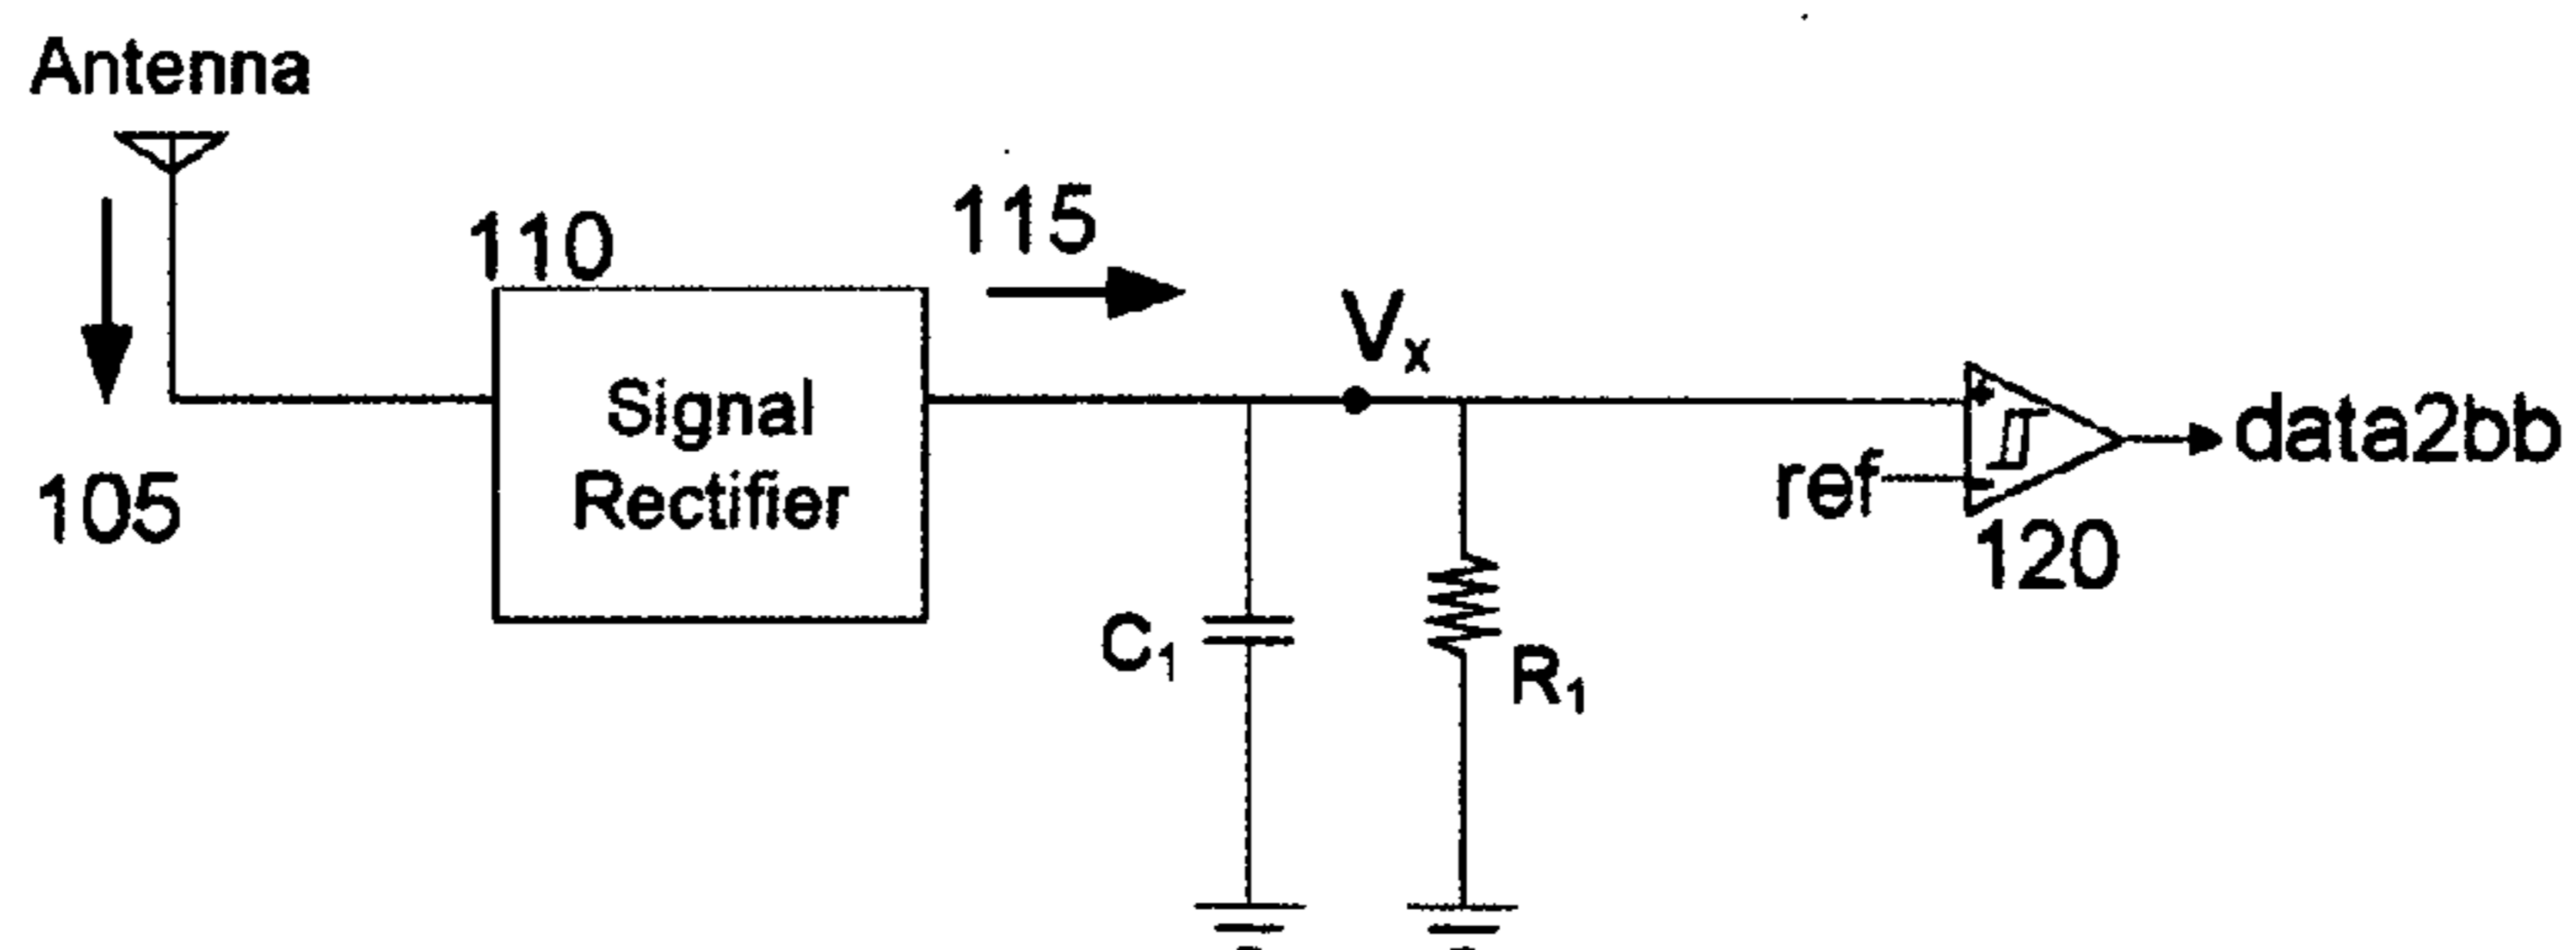 Antenna
105
110
Signal
Rectifier
115
Vₓ
C₁
R₁
+
ref
-
120
data2bb